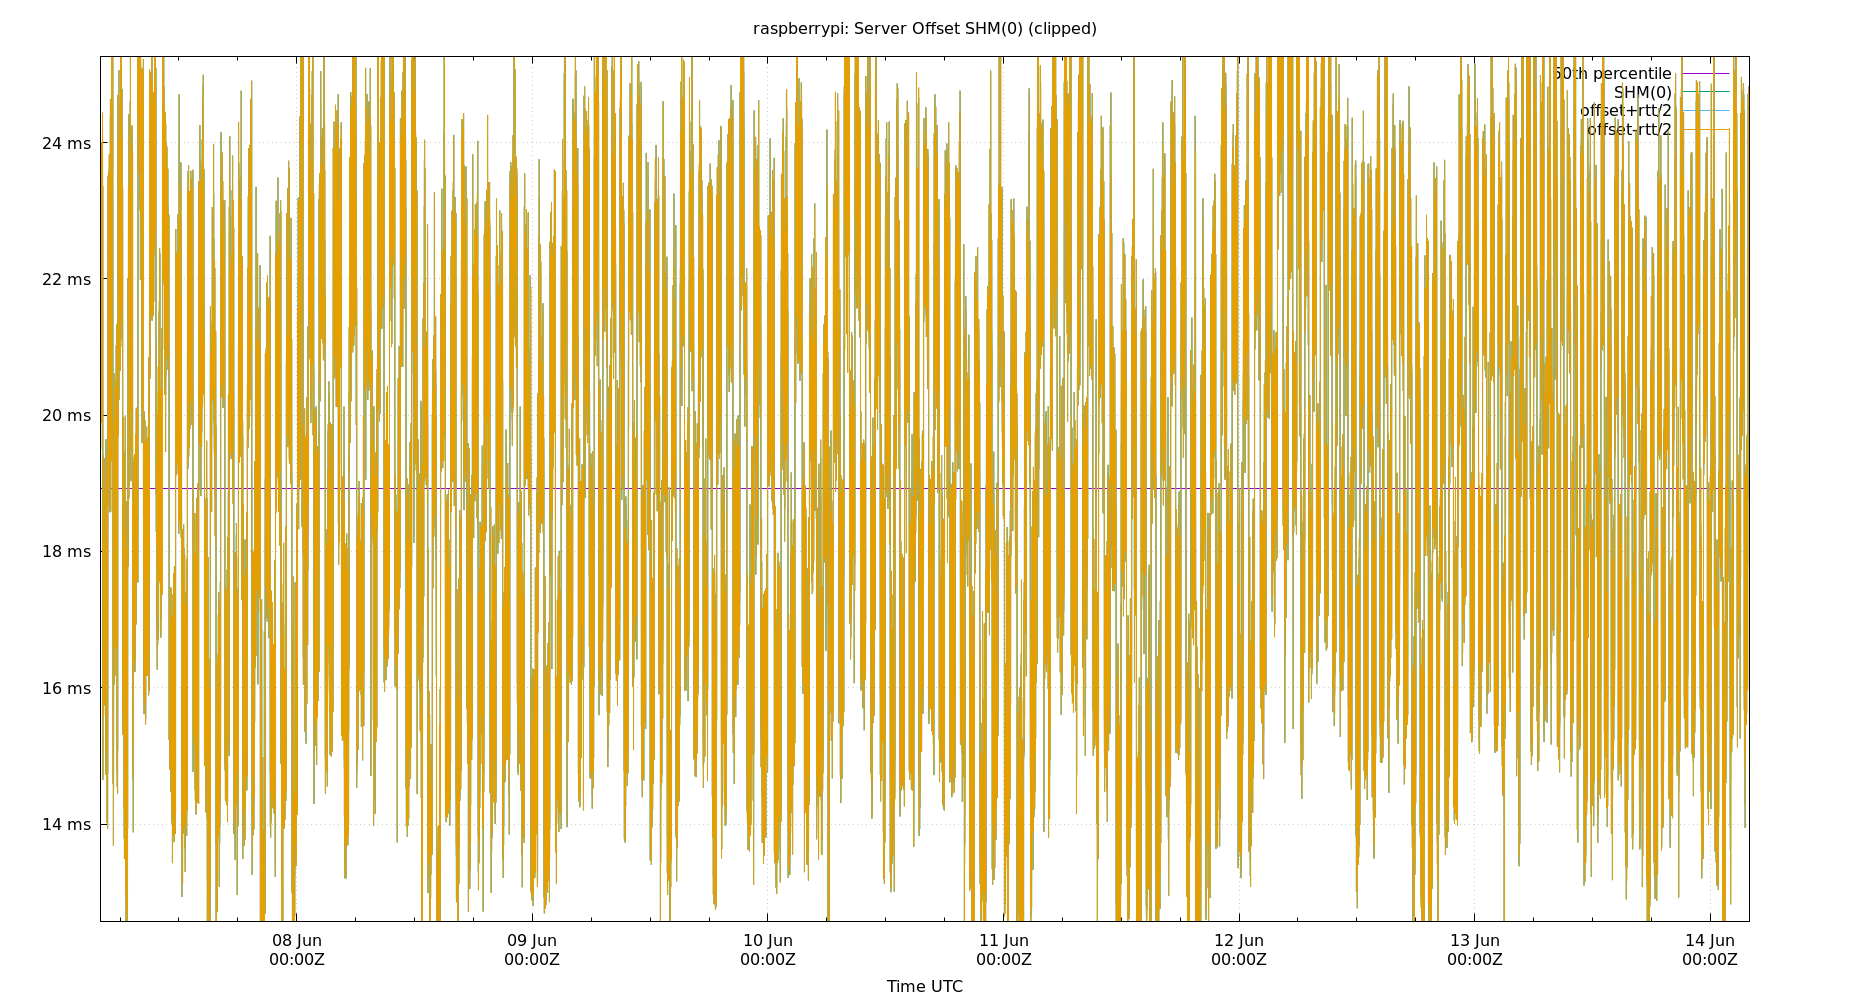 raspberrypi: Server Offset SHM(0) (clipped)
50th percentile
SHM(0)
offset+rtt/2
offset-rtt/2
24 ms
22 ms
20 ms
18 ms
16 ms
14 ms
08 Jun
00:00Z
09 Jun
00:00Z
10 Jun
00:00Z
11 Jun
00:00Z
12 Jun
00:00Z
13 Jun
00:00Z
14 Jun
00:00Z
Time UTC